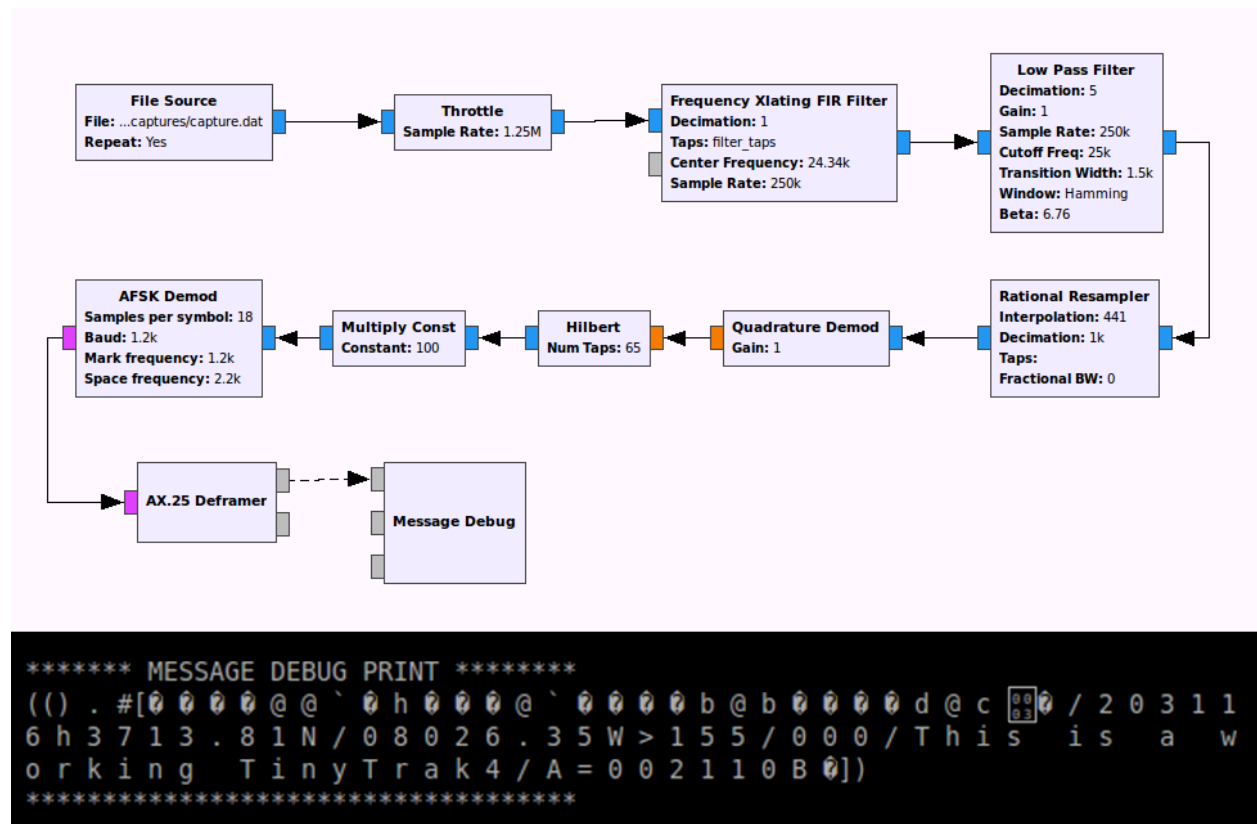 File Source
File: ...captures/capture.dat
Repeat: Yes
Throttle
Sample Rate: 1.25M
Frequency Xlating FIR Filter
Decimation: 1
Taps: filter_taps
Center Frequency: 24.34k
Sample Rate: 250k
Low Pass Filter
Decimation: 5
Gain: 1
Sample Rate: 250k
Cutoff Freq: 25k
Transition Width: 1.5k
Window: Hamming
Beta: 6.76
AFSK Demod
Samples per symbol: 18
Baud: 1.2k
Mark frequency: 1.2k
Space frequency: 2.2k
Multiply Const
Constant: 100
Hilbert
Num Taps: 65
Quadrature Demod
Gain: 1
Rational Resampler
Interpolation: 441
Decimation: 1k
Taps:
Fractional BW: 0
AX.25 Deframer
Message Debug
******* MESSAGE DEBUG PRINT ********
(() . #[� � � � @ @ ` � h � � � @ ` � � � � b @ b � � � � d @ c � / 2 0 3 1 1
6 h 3 7 1 3 . 8 1 N / 0 8 0 2 6 . 3 5 W > 1 5 5 / 0 0 0 / T h i s   i s   a   w
o r k i n g   T i n y T r a k 4 / A = 0 0 2 1 1 0 B �])
************************************